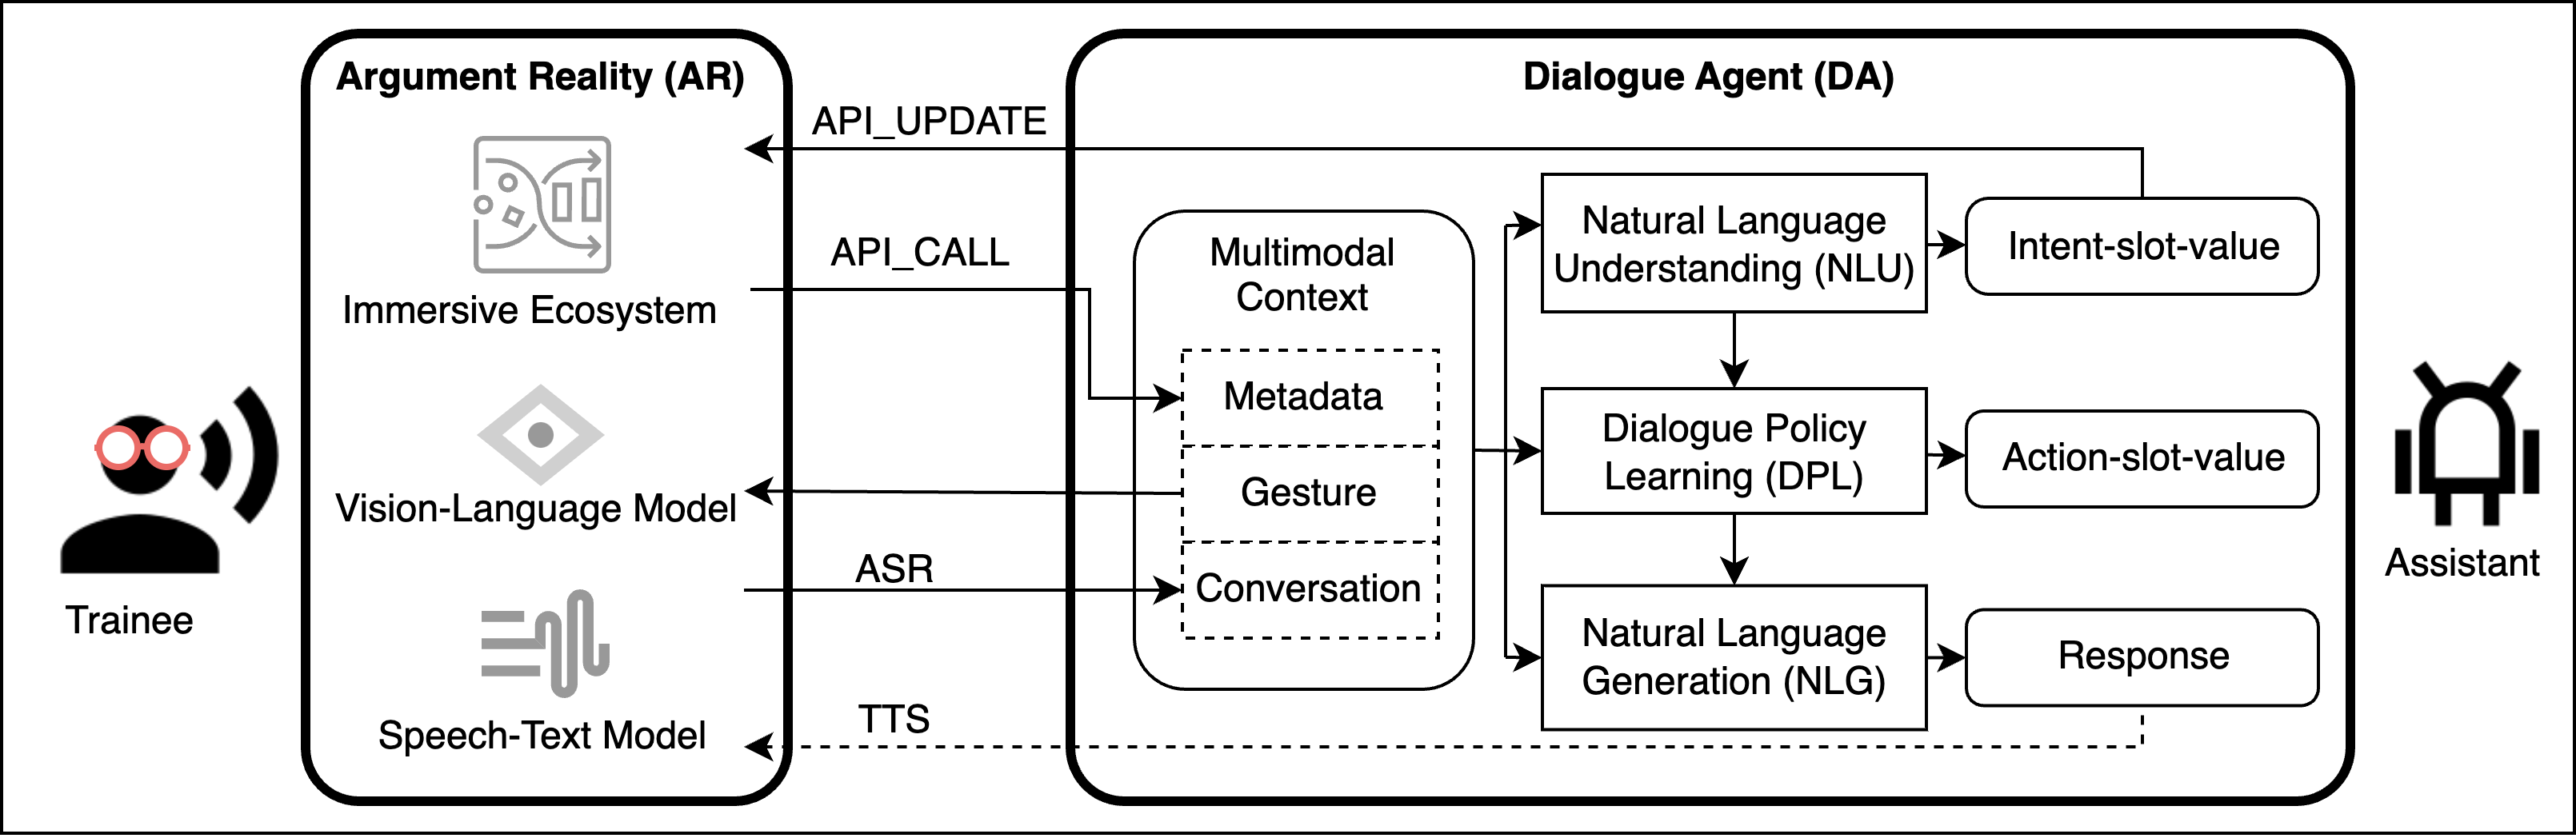 Argument Reality (AR)
Immersive Ecosystem
Vision-Language Model
Speech-Text Model
Trainee
API_UPDATE
API_CALL
ASR
TTS
Dialogue Agent (DA)
Multimodal
Context
Metadata
Gesture
Conversation
Natural Language
Understanding (NLU)
Dialogue Policy
Learning (DPL)
Natural Language
Generation (NLG)
Intent-slot-value
Action-slot-value
Response
Assistant